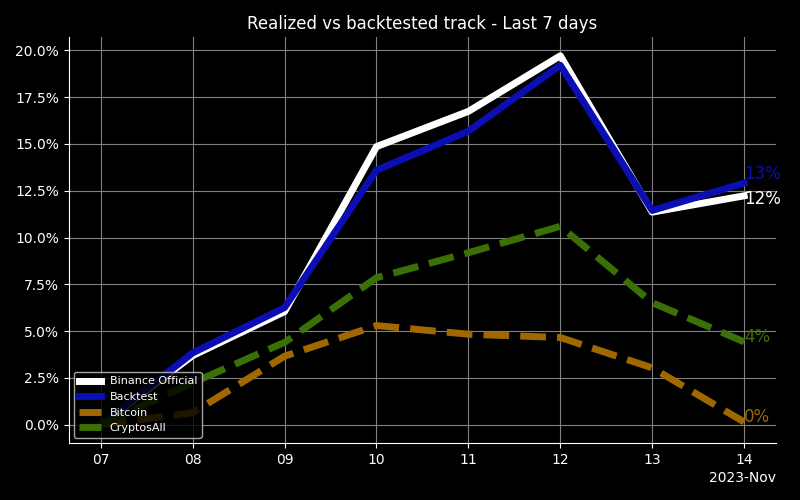 Realized vs backtested track - Last 7 days
20.0%
17.5%
15.0%
12.5%
10.0%
7.5%
5.0%
2.5%
0.0%
13%
12%
4%
0%
Binance Official
Backtest
Bitcoin
CryptosAll
07 08 09 10 11 12 13 14
2023-Nov